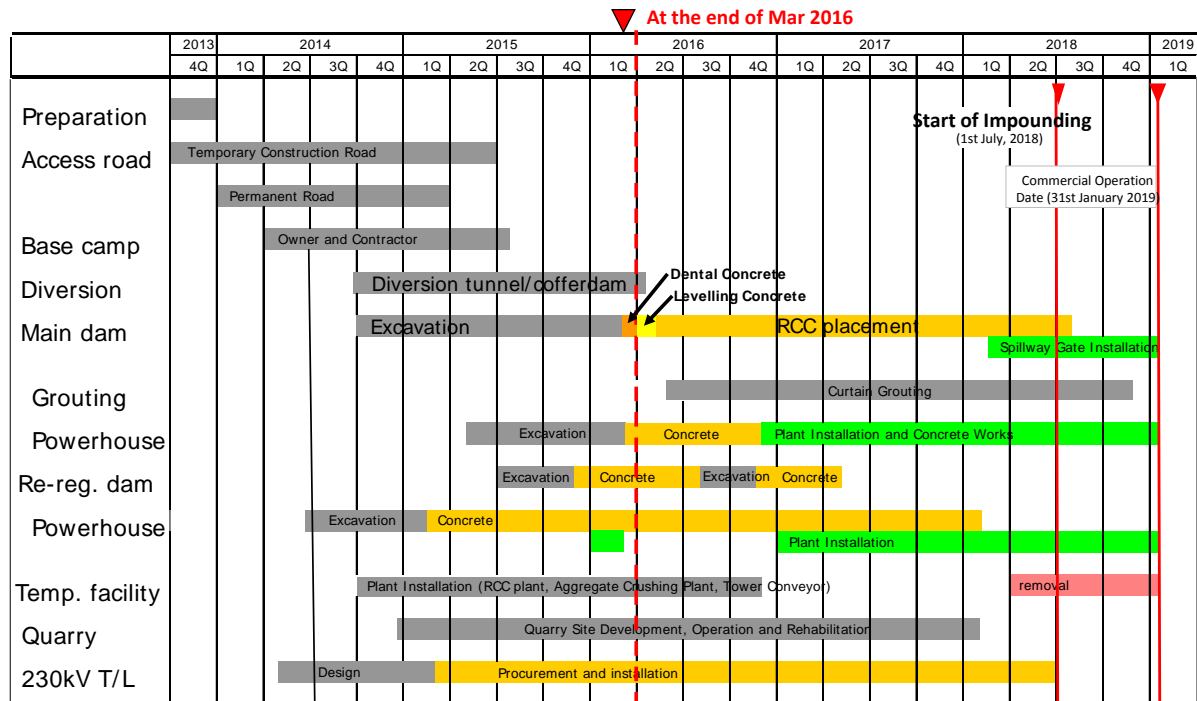 At the end of Mar 2016
2013 2014 2015 2016 2017 2018 2019
4Q 1Q 2Q 3Q 4Q 1Q 2Q 3Q 4Q 1Q 2Q 3Q 4Q 1Q 2Q 3Q 4Q 1Q 2Q 3Q 4Q 1Q
Preparation
Start of Impounding
(1st July, 2018)
Access road
Temporary Construction Road
Permanent Road
Commercial Operation
Date (31st January 2019)
Base camp
Owner and Contractor
Diversion
Diversion tunnel/cofferdam
Dental Concrete
Levelling Concrete
Main dam
Excavation
RCC placement
Spillway Gate Installation
Grouting
Curtain Grouting
Powerhouse
Excavation
Concrete
Plant Installation and Concrete Works
Re-reg. dam
Excavation
Concrete
Excavation
Concrete
Powerhouse
Excavation
Concrete
Plant Installation
Temp. facility
Plant Installation (RCC plant, Aggregate Crushing Plant, Tower Conveyor)
removal
Quarry
Quarry Site Development, Operation and Rehabilitation
230kV T/L
Design
Procurement and installation